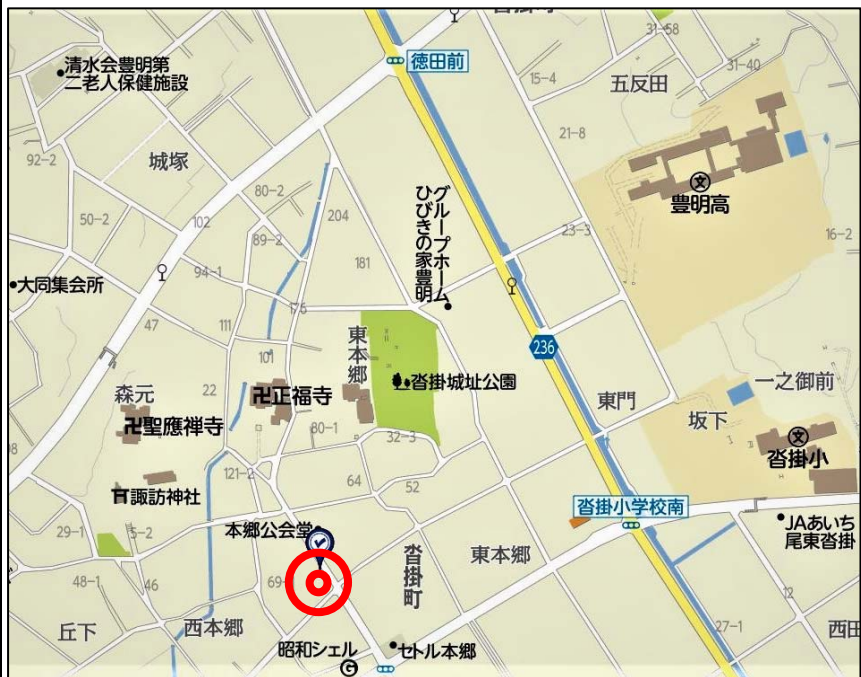 31-58
清水会豊明第
二老人保健施設
徳田前
31-40
15-4
五反田
21-8
92-2
城塚
80-2
豊明高
グループホーム
ひびきの家豊明
50-2
204
102
89-2
23-3
16-2
181
94-1
大同集会所
175
47
111
東本郷
236
101
沓掛城址公園
22
一之御前
森元
卍正福寺
東門
坂下
卍聖應禅寺
80-1
32-3
沓掛小
121-2
64
52
諏訪神社
沓掛小学校南
本郷公会堂
29-1
5-2
JAあいち
尾東沓掛
沓掛町
東本郷
48-1
46
69-
12
丘下
西本郷
27-1
西田
昭和シェル
セトル本郷